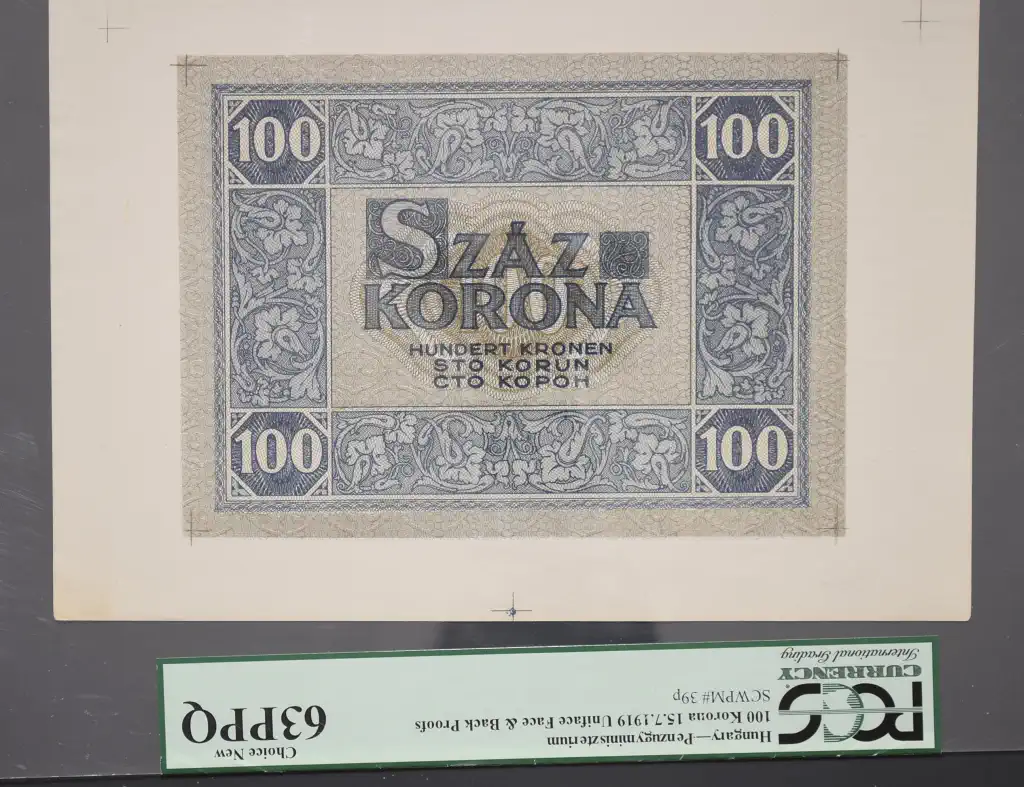 100 100
SZÁZ
KORONA
HUNDERT KRONEN
STO KORUN
СТО КОРОН
100 100
PCGS
CURRENCY
International Grading
Hungary—Penzugyminiszterium
100 Korona 15.7.1919 Uniface Face & Back Proofs
SCWPM# 39p
Choice New
63PPQ